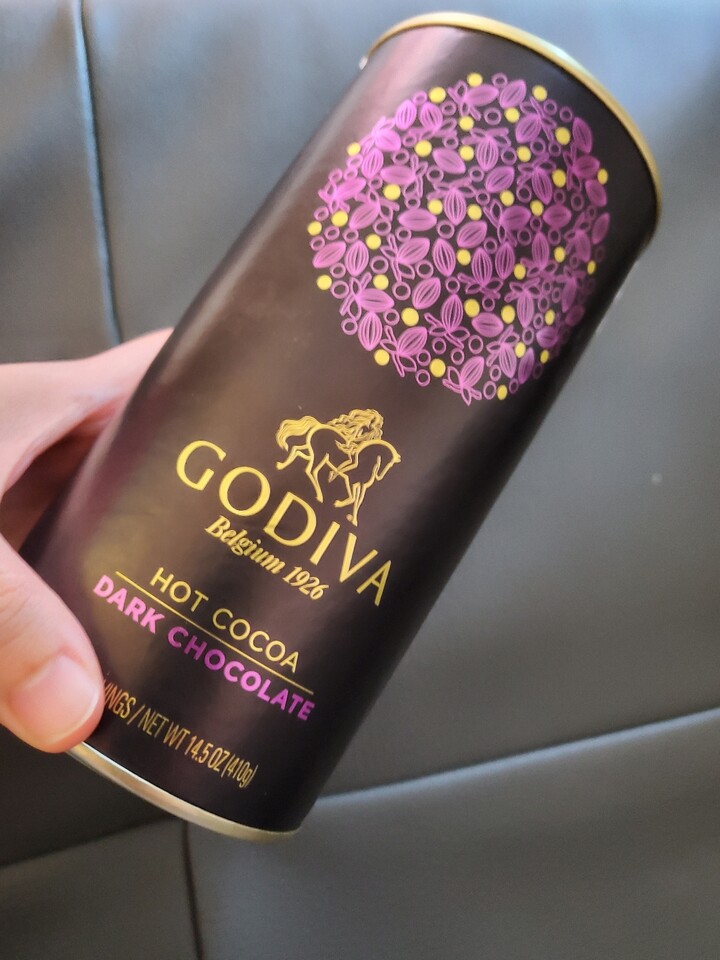 GODIVA
Belgium 1926
HOT COCOA
DARK CHOCOLATE
/ NET WT 14.5 OZ (410g)